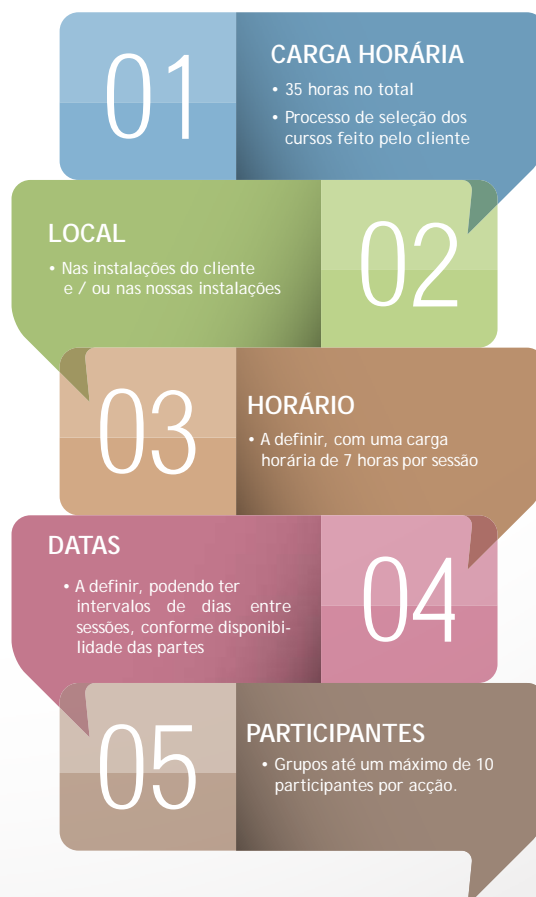 01
CARGA HORÁRIA
• 35 horas no total
• Processo de seleção dos
cursos feito pelo cliente
LOCAL
• Nas instalações do cliente
e / ou nas nossas instalações
02
03
HORÁRIO
• A definir, com uma carga
horária de 7 horas por sessão
DATAS
• A definir, podendo ter
intervalos de dias entre
sessões, conforme disponibi-
lidade das partes
04
05
PARTICIPANTES
• Grupos até um máximo de 10
participantes por acção.